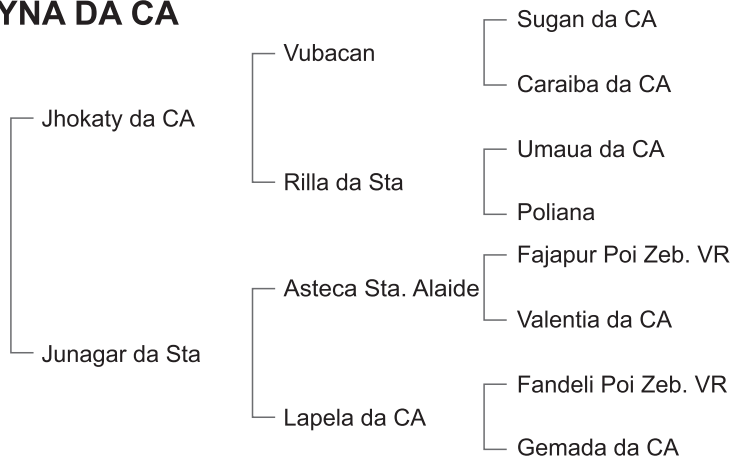 YNA DA CA
Sugan da CA
Vubacan
Caraiba da CA
Jhokaty da CA
Umaua da CA
Rilla da Sta
Poliana
Fajapur Poi Zeb. VR
Asteca Sta. Alaide
Valentia da CA
Junagar da Sta
Fandeli Poi Zeb. VR
Lapela da CA
Gemada da CA